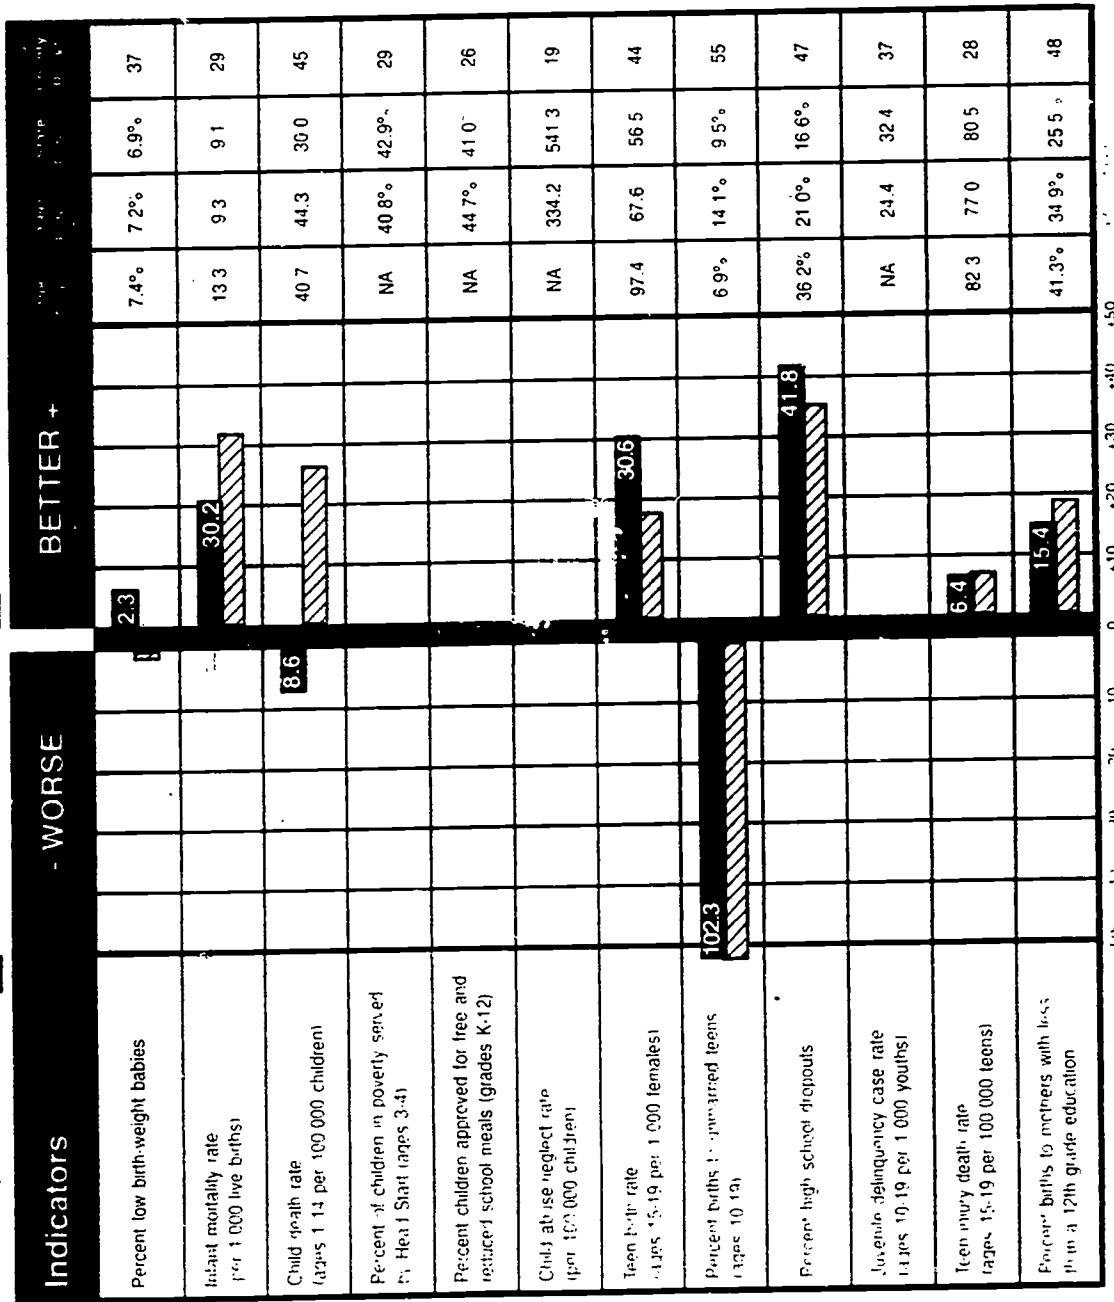 Indicators - WORSE BETTER +
Percent low birth-weight babies 2.3 7.4% 7.2% 6.9% 37
Infant mortality rate
per 1 000 live births) 30.2 13 3 9 3 9 1 29
Child death rate
(ages 1-14 per 100 000 children) 8.6 40 7 44.3 30 0 45
Percent of children in poverty served
by Head Start (ages 3-4) NA 40 8% 42.9% 29
Percent children approved for free and
reduced school meals (grades K-12) NA 44 7% 41 0 26
Child abuse neglect rate
(per 100 000 children) NA 334.2 541 3 19
Teen birth rate
ages 15-19 per 1 000 females) 30.6 97.4 67.6 56 5 44
Percent births to unmarried teens
(ages 10-19) 102.3 6 9% 14 1% 9 5% 55
Percent high school dropouts 41.8 36 2% 21 0% 16 6% 47
Juvenile delinquency case rate
(ages 10-19 per 1 000 youths) NA 24.4 32 4 37
Teen injury death rate
(ages 15-19 per 100 000 teens) 6.4 82 3 77 0 80 5 28
Percent births to mothers with less
than a 12th grade education 15.4 41.3% 34 9% 25 5 48
0 +10 +20 +30 +40 +50